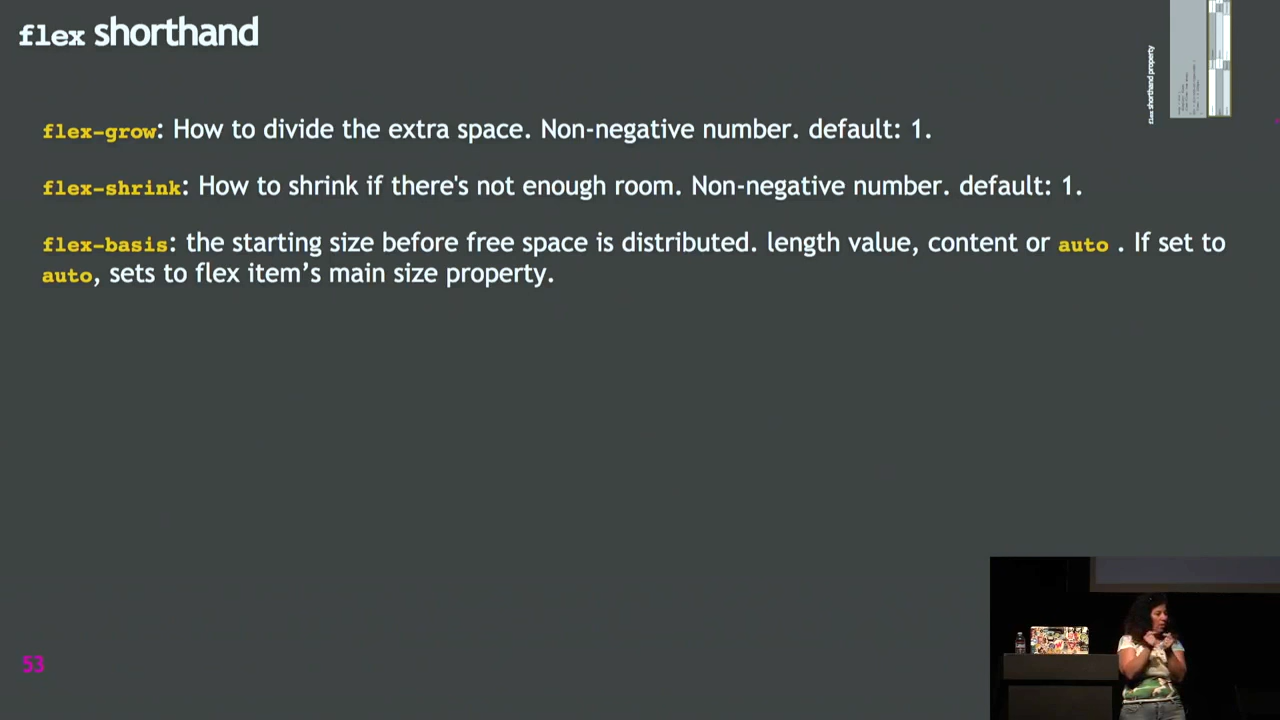 flex shorthand
flex shorthand property
flex-grow: How to divide the extra space. Non-negative number. default: 1.
flex-shrink: How to shrink if there's not enough room. Non-negative number. default: 1.
flex-basis: the starting size before free space is distributed. length value, content or auto . If set to
auto, sets to flex item’s main size property.
53